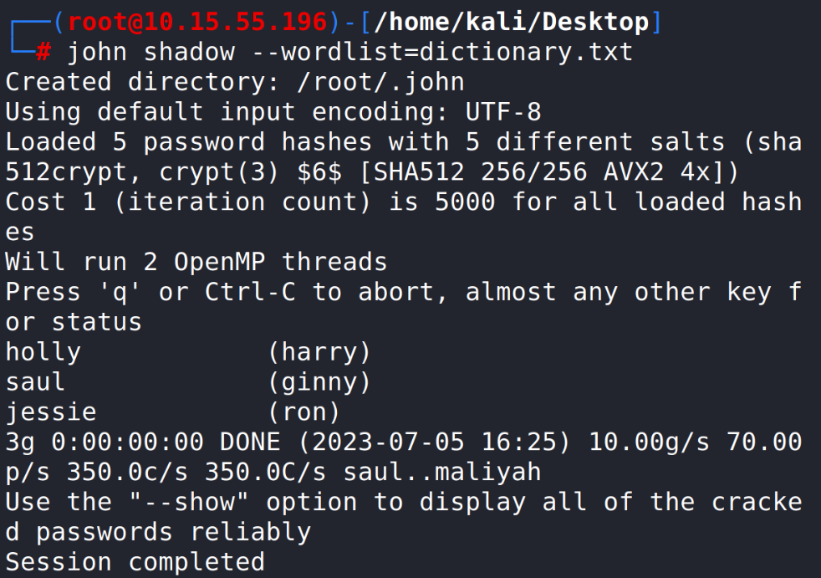 ┌──(root@10.15.55.196)-[/home/kali/Desktop]
└─# john shadow --wordlist=dictionary.txt
Created directory: /root/.john
Using default input encoding: UTF-8
Loaded 5 password hashes with 5 different salts (sha
512crypt, crypt(3) $6$ [SHA512 256/256 AVX2 4x])
Cost 1 (iteration count) is 5000 for all loaded hash
es
Will run 2 OpenMP threads
Press 'q' or Ctrl-C to abort, almost any other key f
or status
holly            (harry)
saul             (ginny)
jessie           (ron)
3g 0:00:00:00 DONE (2023-07-05 16:25) 10.00g/s 70.00
p/s 350.0c/s 350.0C/s saul..maliyah
Use the "--show" option to display all of the cracke
d passwords reliably
Session completed